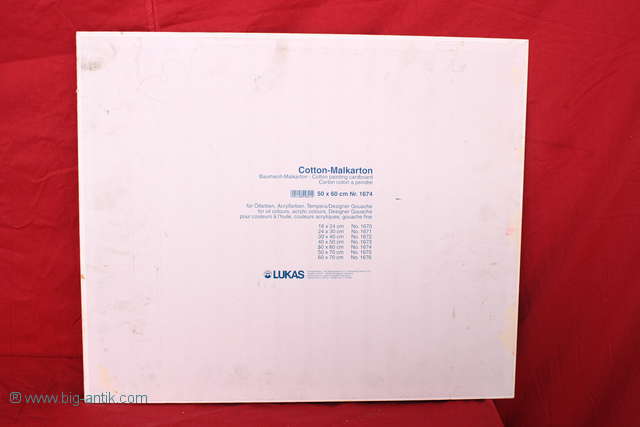 Cotton-Malkarton
Baumwoll-Malkarton · Cotton painting cardboard
Carton coton à peindre
50 x 60 cm Nr. 1674
für Ölfarben, Acrylfarben, Tempera/Designer Gouache
for oil colours, acrylic colours, Designer Gouache
pour couleurs à l'huile, couleurs acryliques, gouache fine
18 x 24 cm No. 1670
24 x 30 cm No. 1671
30 x 40 cm No. 1672
40 x 50 cm No. 1673
50 x 60 cm No. 1674
50 x 70 cm No. 1675
60 x 70 cm No. 1676
LUKAS
® www.big-antik.com